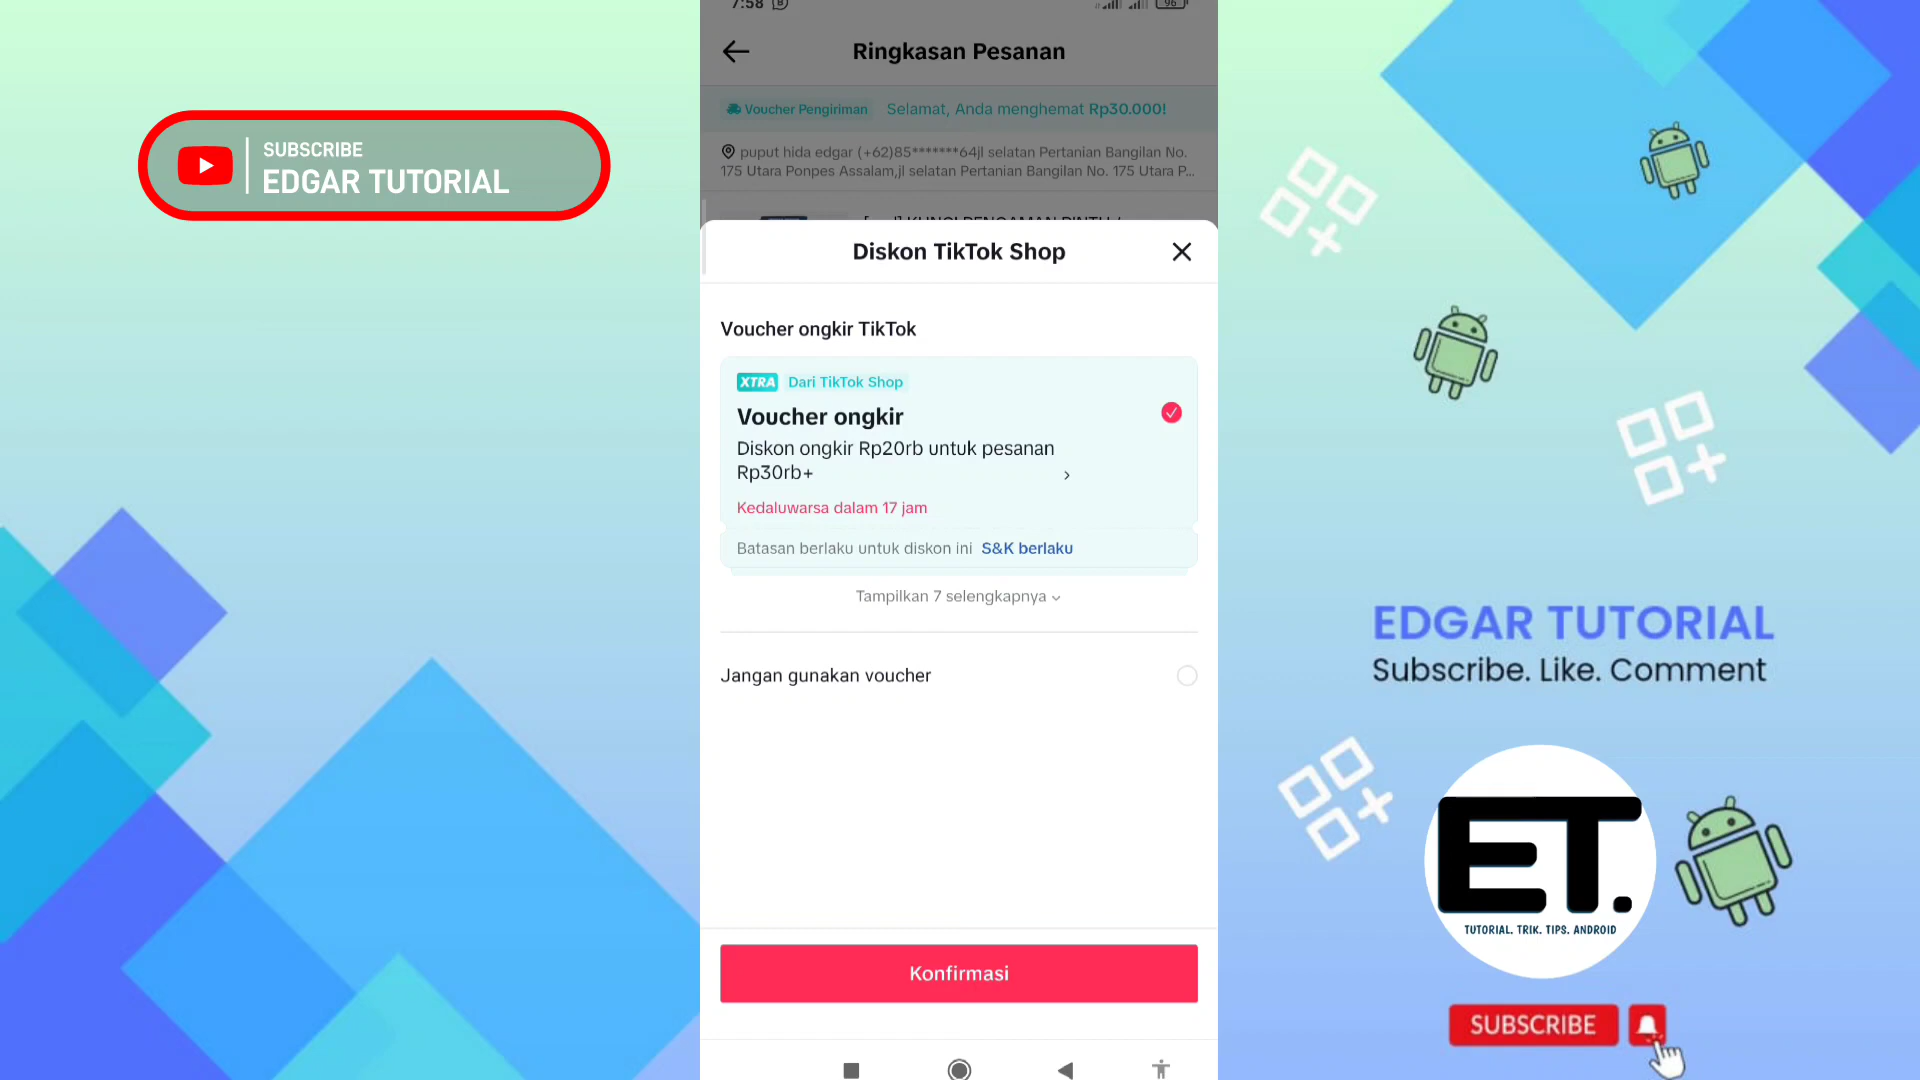 SUBSCRIBE
EDGAR TUTORIAL
7:58
96
Ringkasan Pesanan
Voucher Pengiriman Selamat, Anda menghemat Rp30.000!
puput hida edgar (+62)85*******64jl selatan Pertanian Bangilan No.
175 Utara Ponpes Assalam,jl selatan Pertanian Bangilan No. 175 Utara P...
Diskon TikTok Shop
Voucher ongkir TikTok
XTRA Dari TikTok Shop
Voucher ongkir
Diskon ongkir Rp20rb untuk pesanan
Rp30rb+
Kedaluwarsa dalam 17 jam
Batasan berlaku untuk diskon ini S&K berlaku
Tampilkan 7 selengkapnya
Jangan gunakan voucher
Konfirmasi
EDGAR TUTORIAL
Subscribe. Like. Comment
ET.
TUTORIAL. TRIK. TIPS. ANDROID
SUBSCRIBE